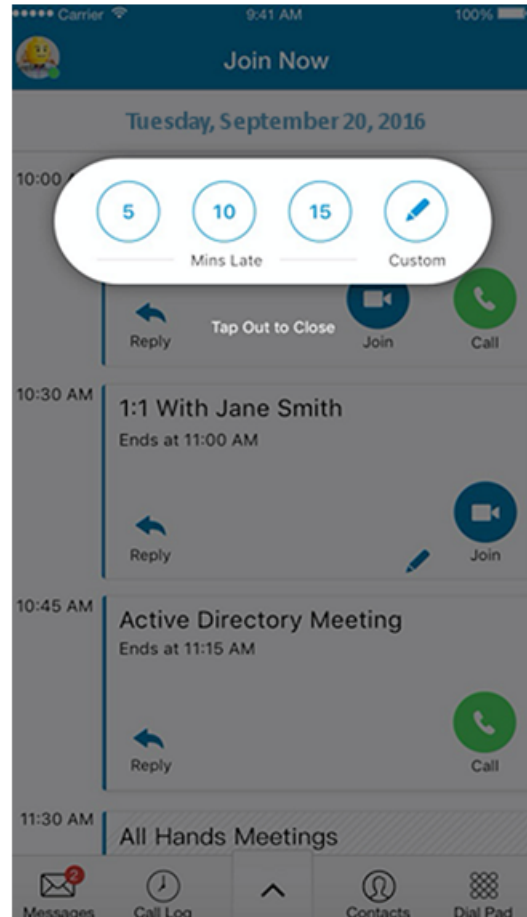 Carrier 9:41 AM 100%
Join Now
Tuesday, September 20, 2016
10:00
5 10 15
Mins Late Custom
Tap Out to Close
Reply Join Call
10:30 AM
1:1 With Jane Smith
Ends at 11:00 AM
Reply Join
10:45 AM
Active Directory Meeting
Ends at 11:15 AM
Reply Call
11:30 AM
All Hands Meetings
2
Messages Call Log Contacts Dial Pad